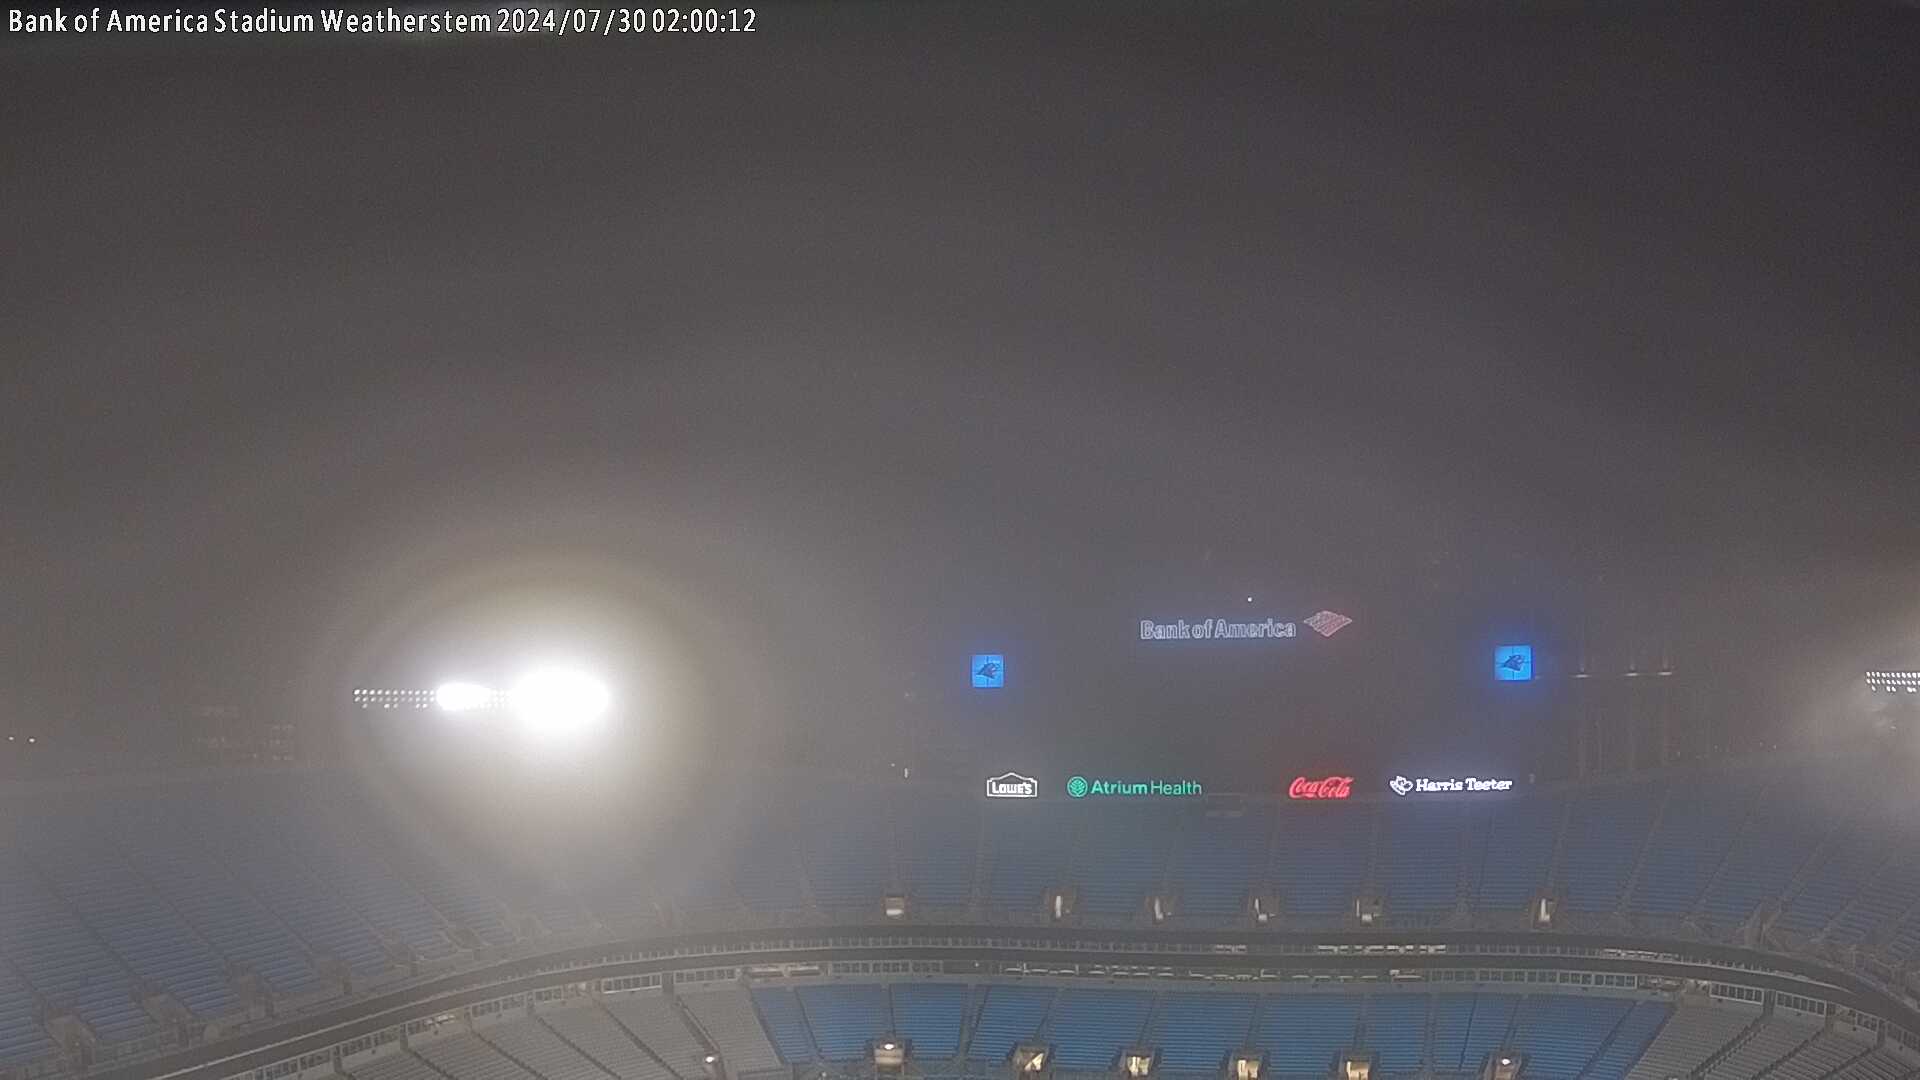 Bank of America Stadium Weatherstem 2024/07/30 02:00:12
Bank of America
LOWE'S
Atrium Health
Coca-Cola
Harris Teeter